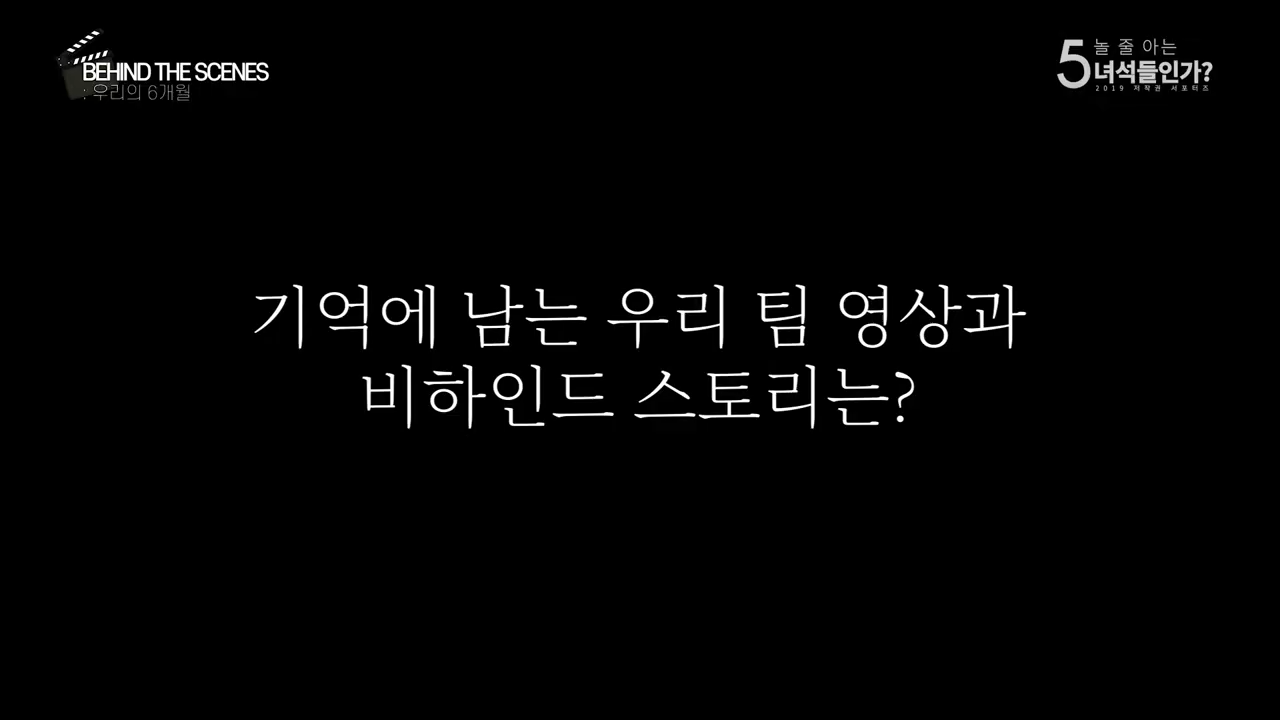 BEHIND THE SCENES
: 우리의 6개월
5 놀 줄 아는
녀석들인가?
2019 저작권 서포터즈
기억에 남는 우리 팀 영상과
비하인드 스토리는?